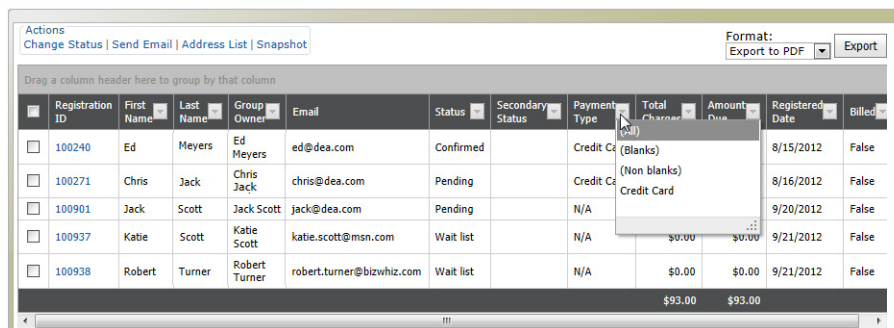 Actions
Change Status | Send Email | Address List | Snapshot
Format:
Export to PDF
Export
Drag a column header here to group by that column
Registration ID First Name Last Name Group Owner Email Status Secondary Status Payment Type Total Charges Amount Due Registered Date Billed
(All)
(Blanks)
(Non blanks)
Credit Card
100240 Ed Meyers Ed Meyers ed@dea.com Confirmed Credit Ca 8/15/2012 False
100271 Chris Jack Chris Jack chris@dea.com Pending Credit Ca 8/16/2012 False
100901 Jack Scott Jack Scott jack@dea.com Pending N/A 9/20/2012 False
100937 Katie Scott Katie Scott katie.scott@msn.com Wait list N/A $0.00 $0.00 9/21/2012 False
100938 Robert Turner Robert Turner robert.turner@bizwhiz.com Wait list N/A $0.00 $0.00 9/21/2012 False
$93.00 $93.00